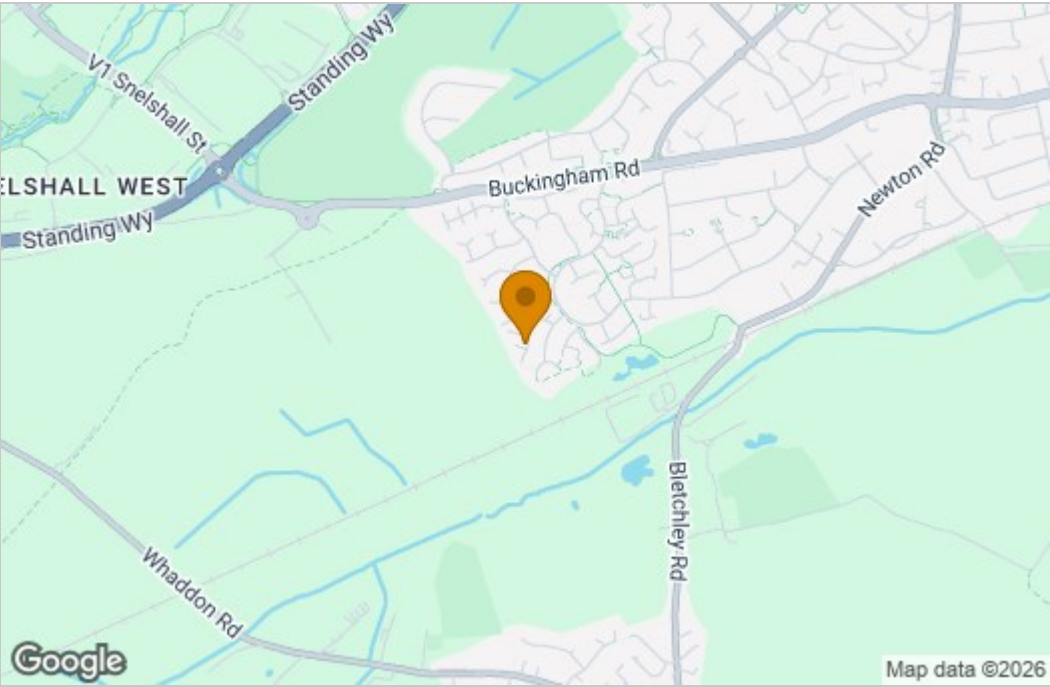 Standing Wy
V1 Snelshall St
ELSHALL WEST
Buckingham Rd
Newton Rd
Standing Wy
Bletchley Rd
Whaddon Rd
Google
Map data ©2026